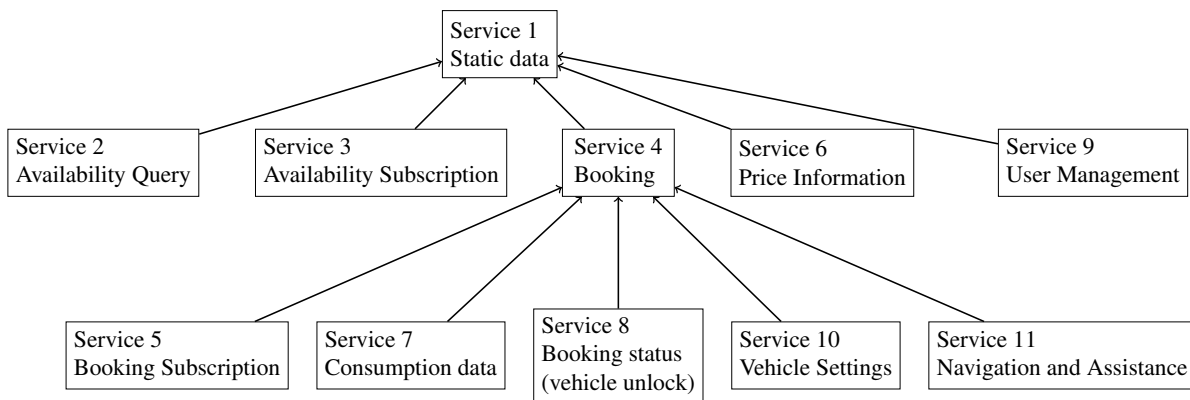 Service 1
Static data
Service 2
Availability Query
Service 3
Availability Subscription
Service 4
Booking
Service 6
Price Information
Service 9
User Management
Service 5
Booking Subscription
Service 7
Consumption data
Service 8
Booking status
(vehicle unlock)
Service 10
Vehicle Settings
Service 11
Navigation and Assistance